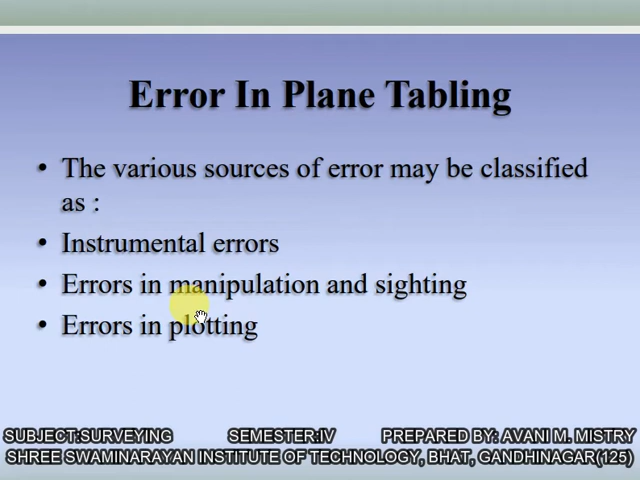 Error In Plane Tabling
• The various sources of error may be classified
as :
• Instrumental errors
• Errors in manipulation and sighting
• Errors in plotting
SUBJECT:SURVEYING SEMESTER:IV PREPARED BY: AVANI M. MISTRY
SHREE SWAMINARAYAN INSTITUTE OF TECHNOLOGY, BHAT, GANDHINAGAR(125)